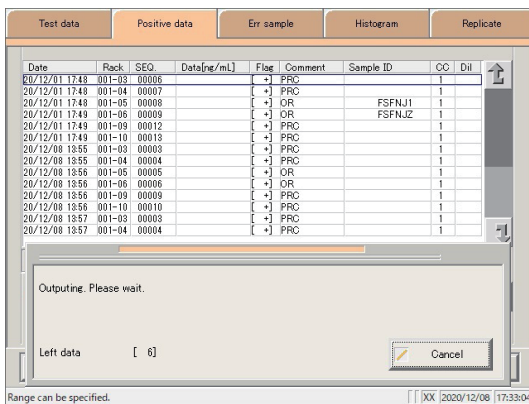 Test data Positive data Err sample Histogram Replicate
Date Rack SEQ. Data[ng/mL] Flag Comment Sample ID CC Dil
20/12/01 17:48 001-03 00006 [ +] PRC 1
20/12/01 17:48 001-04 00007 [ +] PRC 1
20/12/01 17:48 001-05 00008 [ +] OR FSFNJ1 1
20/12/01 17:49 001-06 00009 [ +] OR FSFNJZ 1
20/12/01 17:49 001-09 00012 [ +] PRC 1
20/12/01 17:49 001-10 00013 [ +] PRC 1
20/12/08 13:55 001-03 00003 [ +] PRC 1
20/12/08 13:55 001-04 00004 [ +] PRC 1
20/12/08 13:56 001-05 00005 [ +] OR 1
20/12/08 13:56 001-06 00006 [ +] OR 1
20/12/08 13:56 001-09 00009 [ +] PRC 1
20/12/08 13:56 001-10 00010 [ +] PRC 1
20/12/08 13:57 001-03 00003 [ +] PRC 1
20/12/08 13:57 001-04 00004 [ +] PRC 1
Outputing. Please wait.
Left data [ 6]
Cancel
Range can be specified. XX 2020/12/08 17:33:04